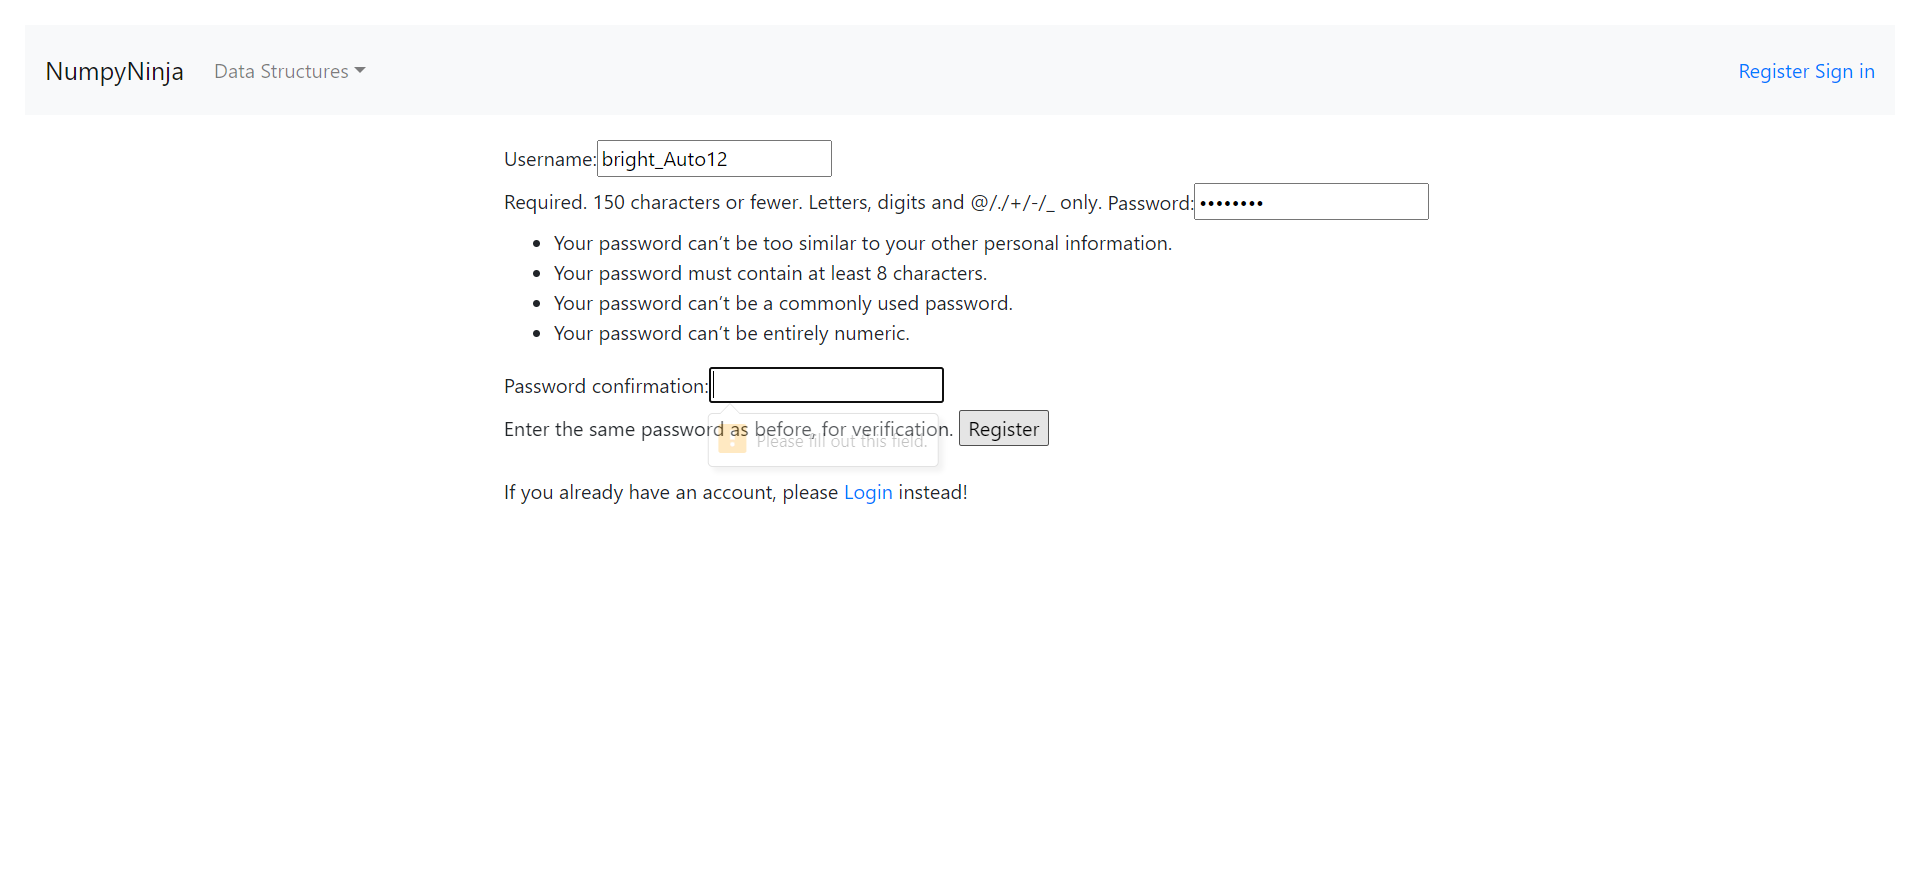 NumpyNinja Data Structures Register Sign in
Username: bright_Auto12
Required. 150 characters or fewer. Letters, digits and @/./+/-/_ only. Password: ••••••••
• Your password can’t be too similar to your other personal information.
• Your password must contain at least 8 characters.
• Your password can’t be a commonly used password.
• Your password can’t be entirely numeric.
Password confirmation:
Enter the same password as before, for verification. Register
Please fill out this field.
If you already have an account, please Login instead!